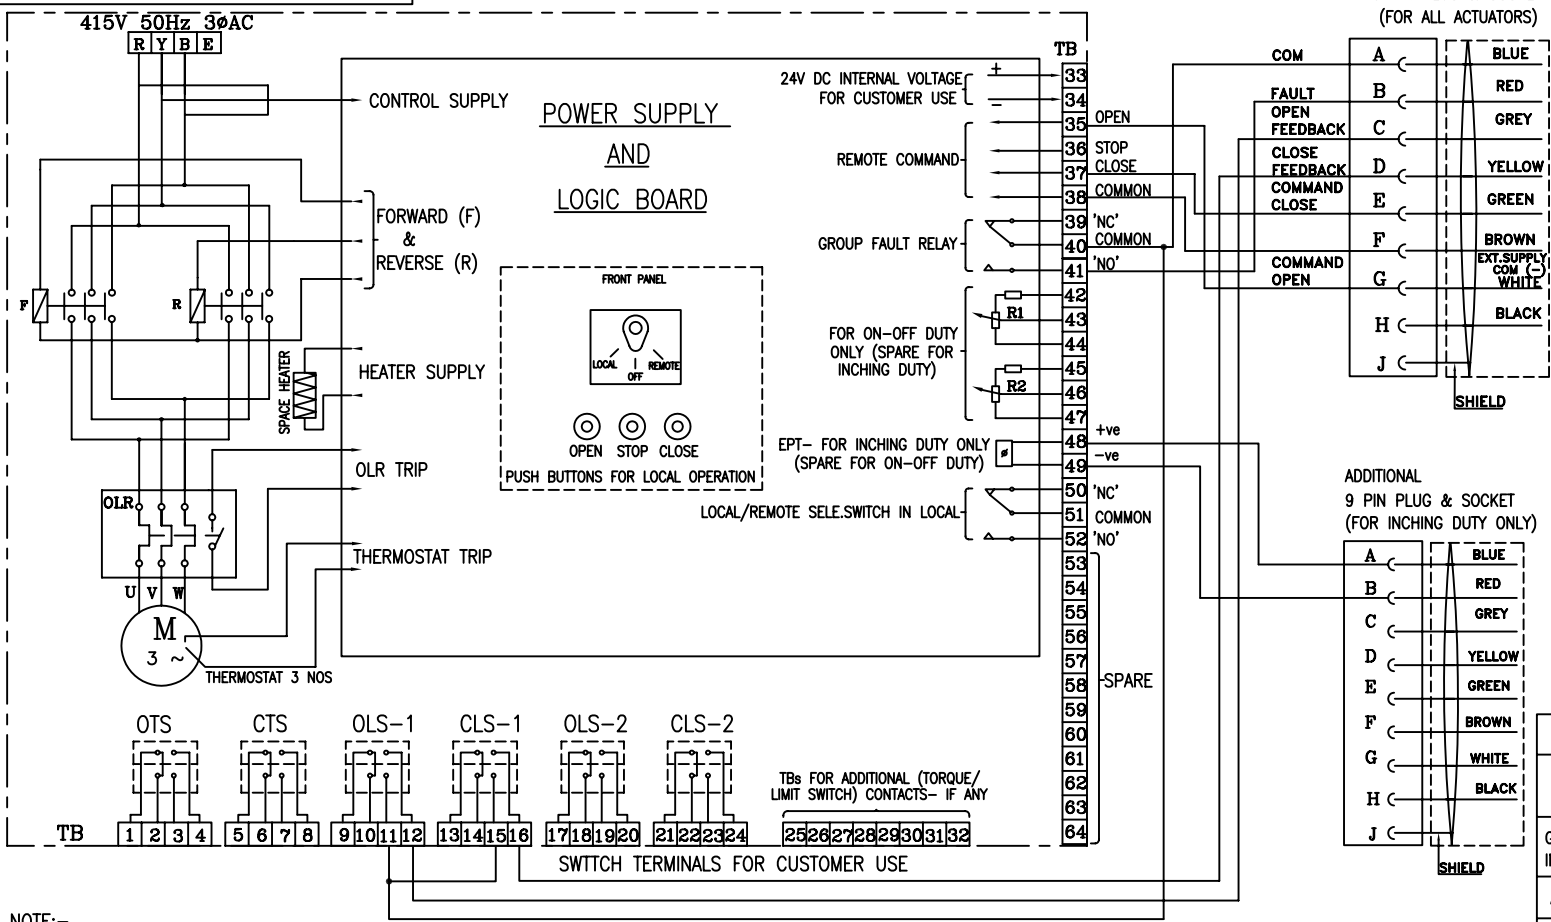 415V 50Hz 3øAC
R Y B E
CONTROL SUPPLY
POWER SUPPLY
AND
LOGIC BOARD
FORWARD (F)
&
REVERSE (R)
F
R
SPACE HEATER
HEATER SUPPLY
OLR TRIP
OLR
THERMOSTAT TRIP
U V W
M
3 ~
THERMOSTAT 3 NOS
FRONT PANEL
LOCAL
OFF
REMOTE
OPEN STOP CLOSE
PUSH BUTTONS FOR LOCAL OPERATION
24V DC INTERNAL VOLTAGE
FOR CUSTOMER USE
+
−
REMOTE COMMAND
GROUP FAULT RELAY
FOR ON-OFF DUTY
ONLY (SPARE FOR
INCHING DUTY)
R1
R2
EPT- FOR INCHING DUTY ONLY
(SPARE FOR ON-OFF DUTY)
ø
LOCAL/REMOTE SELE.SWITCH IN LOCAL
TB
33
34
35 OPEN
36 STOP
37 CLOSE
38 COMMON
39 'NC'
40 COMMON
41 'NO'
42
43
44
45
46
47
48 +ve
49 -ve
50 'NC'
51 COMMON
52 'NO'
53
54
55
56
57
58
59
60
61
62
63
64
SPARE
(FOR ALL ACTUATORS)
COM A BLUE
FAULT B RED
OPEN
FEEDBACK C GREY
CLOSE
FEEDBACK D YELLOW
COMMAND
CLOSE E GREEN
F BROWN
EXT.SUPPLY
COM (-)
COMMAND
OPEN G WHITE
H BLACK
J
SHIELD
ADDITIONAL
9 PIN PLUG & SOCKET
(FOR INCHING DUTY ONLY)
A BLUE
B RED
C GREY
D YELLOW
E GREEN
F BROWN
G WHITE
H BLACK
J
SHIELD
OTS CTS OLS-1 CLS-1 OLS-2 CLS-2
TBs FOR ADDITIONAL (TORQUE/
LIMIT SWITCH) CONTACTS- IF ANY
TB 1 2 3 4 5 6 7 8 9 10 11 12 13 14 15 16 17 18 19 20 21 22 23 24 25 26 27 28 29 30 31 32
SWTTCH TERMINALS FOR CUSTOMER USE
NOTE:-